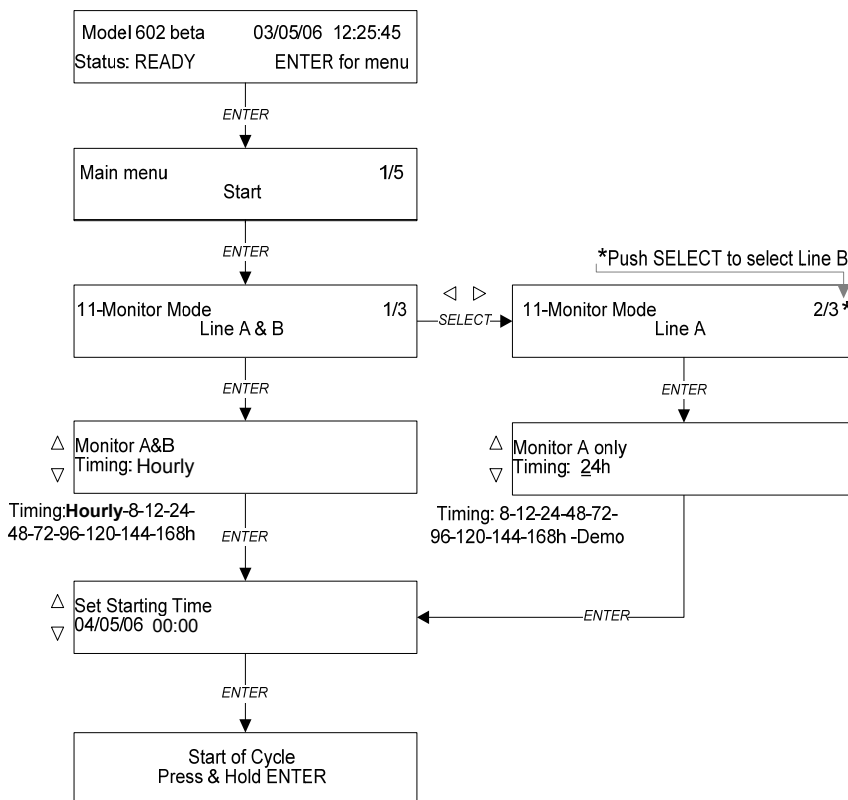 Model 602 beta 03/05/06 12:25:45
Status: READY ENTER for menu
ENTER
Main menu 1/5
Start
ENTER
*Push SELECT to select Line B
11-Monitor Mode 1/3
Line A & B
SELECT
11-Monitor Mode 2/3 *
Line A
ENTER
ENTER
Monitor A&B
Timing: Hourly
Monitor A only
Timing: 24h
Timing:Hourly-8-12-24-
48-72-96-120-144-168h
ENTER
Timing: 8-12-24-48-72-
96-120-144-168h -Demo
Set Starting Time
04/05/06 00:00
ENTER
ENTER
Start of Cycle
Press & Hold ENTER